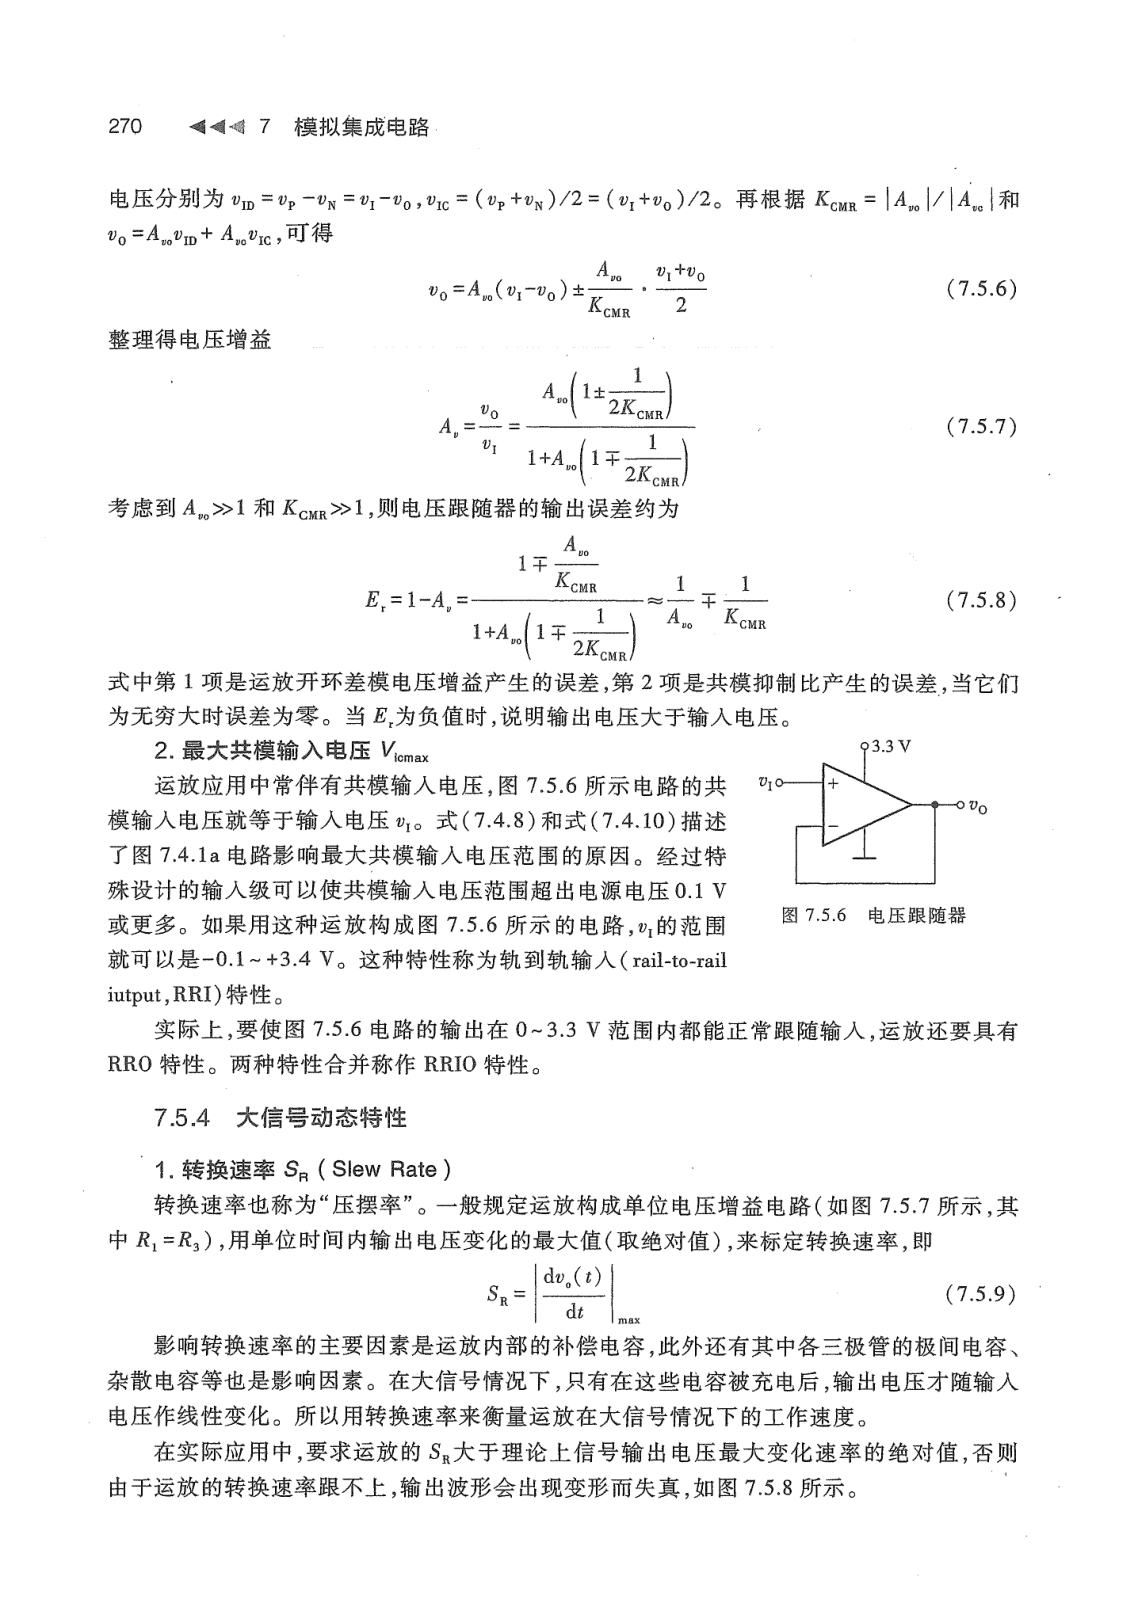 270 ◀◀◀ 7 模拟集成电路
电压分别为 v_ID = v_P - v_N = v_I - v_O, v_IC = (v_P + v_N)/2 = (v_I + v_O)/2。再根据 K_CMR = |A_vo|/|A_vc| 和
v_O = A_vo v_ID + A_vc v_IC,可得
v_O = A_vo(v_I - v_O) ± A_vo/K_CMR · (v_I + v_O)/2 (7.5.6)
整理得电压增益
A_v = v_O/v_I = A_vo(1 ± 1/(2K_CMR)) / (1 + A_vo(1 ∓ 1/(2K_CMR))) (7.5.7)
考虑到 A_vo≫1 和 K_CMR≫1,则电压跟随器的输出误差约为
E_r = 1 - A_v = (1 ∓ A_vo/K_CMR) / (1 + A_vo(1 ∓ 1/(2K_CMR))) ≈ 1/A_vo ∓ 1/K_CMR (7.5.8)
式中第 1 项是运放开环差模电压增益产生的误差,第 2 项是共模抑制比产生的误差,当它们
为无穷大时误差为零。当 E_r为负值时,说明输出电压大于输入电压。
2. 最大共模输入电压 V_icmax
运放应用中常伴有共模输入电压,图 7.5.6 所示电路的共
模输入电压就等于输入电压 v_I。式(7.4.8)和式(7.4.10)描述
了图 7.4.1a 电路影响最大共模输入电压范围的原因。经过特
殊设计的输入级可以使共模输入电压范围超出电源电压 0.1 V
或更多。如果用这种运放构成图 7.5.6 所示的电路,v_I的范围
就可以是-0.1~+3.4 V。这种特性称为轨到轨输入(rail-to-rail
iutput,RRI)特性。
3.3 V
v_I
+
-
v_O
图 7.5.6 电压跟随器
实际上,要使图 7.5.6 电路的输出在 0~3.3 V 范围内都能正常跟随输入,运放还要具有
RRO 特性。两种特性合并称作 RRIO 特性。
7.5.4 大信号动态特性
1. 转换速率 S_R ( Slew Rate )
转换速率也称为“压摆率”。一般规定运放构成单位电压增益电路(如图 7.5.7 所示,其
中 R_1 = R_3),用单位时间内输出电压变化的最大值(取绝对值),来标定转换速率,即
S_R = |dv_o(t)/dt|_max (7.5.9)
影响转换速率的主要因素是运放内部的补偿电容,此外还有其中各三极管的极间电容、
杂散电容等也是影响因素。在大信号情况下,只有在这些电容被充电后,输出电压才随输入
电压作线性变化。所以用转换速率来衡量运放在大信号情况下的工作速度。
在实际应用中,要求运放的 S_R大于理论上信号输出电压最大变化速率的绝对值,否则
由于运放的转换速率跟不上,输出波形会出现变形而失真,如图 7.5.8 所示。